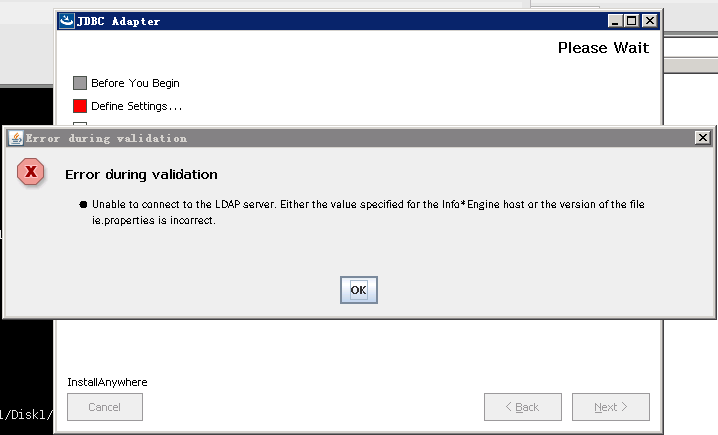 JDBC Adapter
Please Wait
Before You Begin
Define Settings...
Error during validation
Error during validation
Unable to connect to the LDAP server. Either the value specified for the Info*Engine host or the version of the file
ie.properties is incorrect.
OK
InstallAnywhere
Cancel
< Back
Next >
l/Disk1/